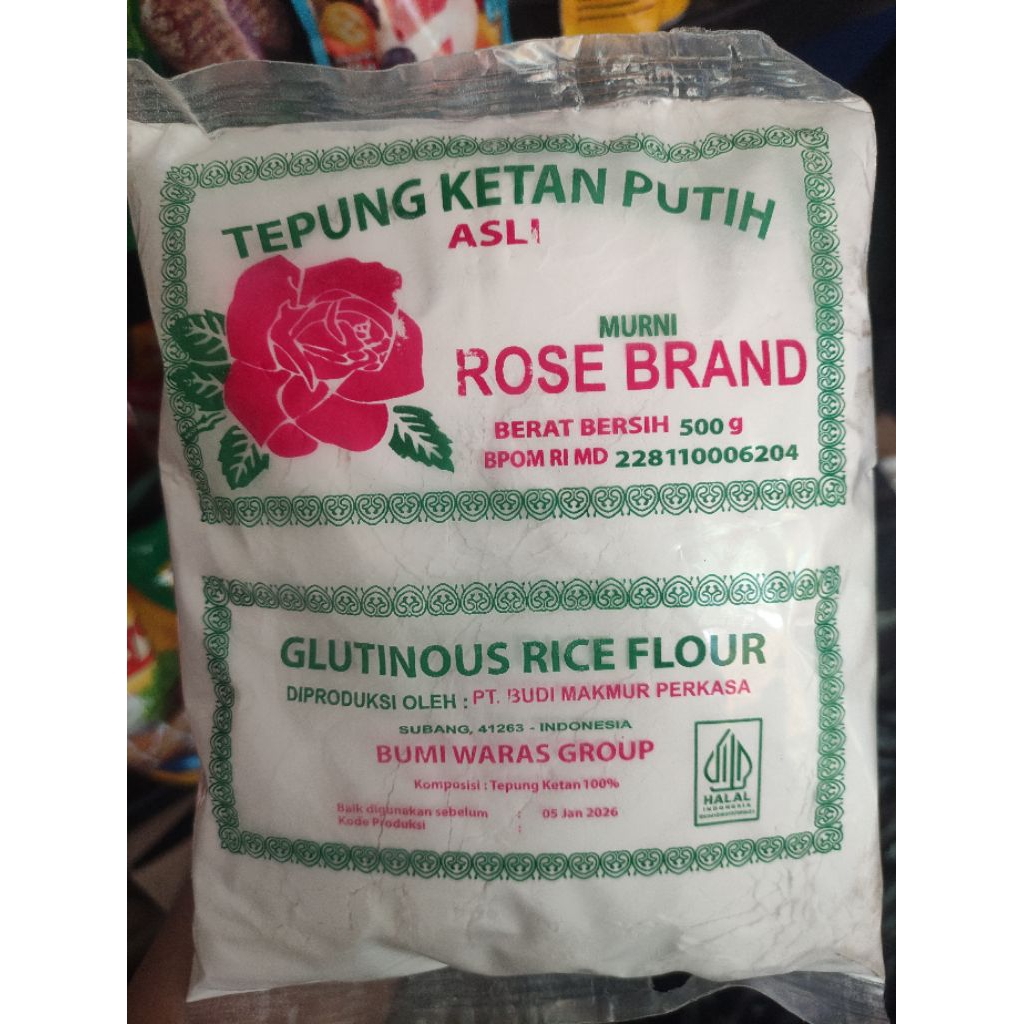 TEPUNG KETAN PUTIH
ASLI
MURNI
ROSE BRAND
BERAT BERSIH 500 g
BPOM RI MD 228110006204
GLUTINOUS RICE FLOUR
DIPRODUKSI OLEH : PT. BUDI MAKMUR PERKASA
SUBANG, 41263 - INDONESIA
BUMI WARAS GROUP
Komposisi : Tepung Ketan 100%
Baik digunakan sebelum : 05 Jan 2026
Kode Produksi :
HALAL
INDONESIA